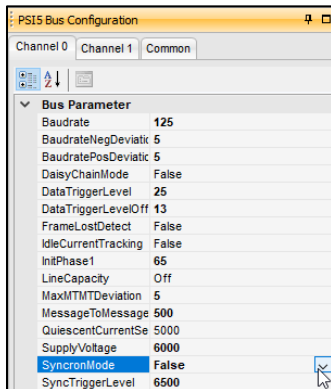 PSI5 Bus Configuration
Channel 0 Channel 1 Common
Bus Parameter
Baudrate 125
BaudrateNegDeviatic 5
BaudratePosDeviatic 5
DaisyChainMode False
DataTriggerLevel 25
DataTriggerLevelOff 13
FrameLostDetect False
IdleCurrentTracking False
InitPhase1 65
LineCapacity Off
MaxMTMTDeviation 5
MessageToMessage 500
QuiescentCurrentSe 5000
SupplyVoltage 6000
SyncronMode False
SyncTriggerLevel 6500